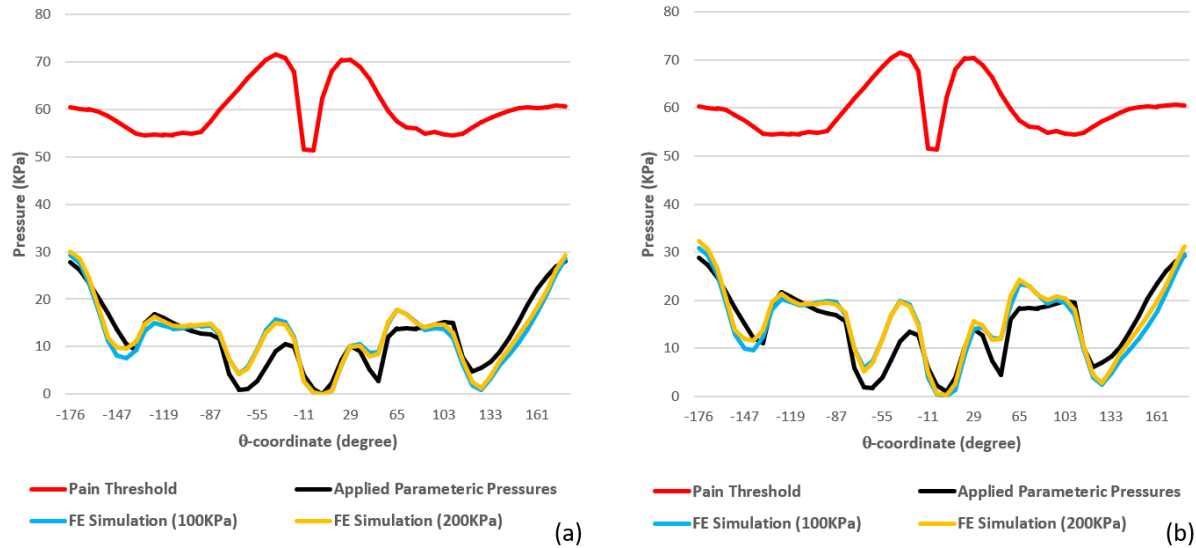 80
70
60
50
40
30
20
10
0
Pressure (KPa)
-176 -147 -119 -87 -55 -11 29 65 103 133 161
θ-coordinate (degree)
Pain Threshold
Applied Parameteric Pressures
FE Simulation (100KPa)
FE Simulation (200KPa)
(a)
80
70
60
50
40
30
20
10
0
Pressure (KPa)
-176 -147 -119 -87 -55 -11 29 65 103 133 161
θ-coordinate (degree)
Pain Threshold
Applied Parameteric Pressures
FE Simulation (100KPa)
FE Simulation (200KPa)
(b)